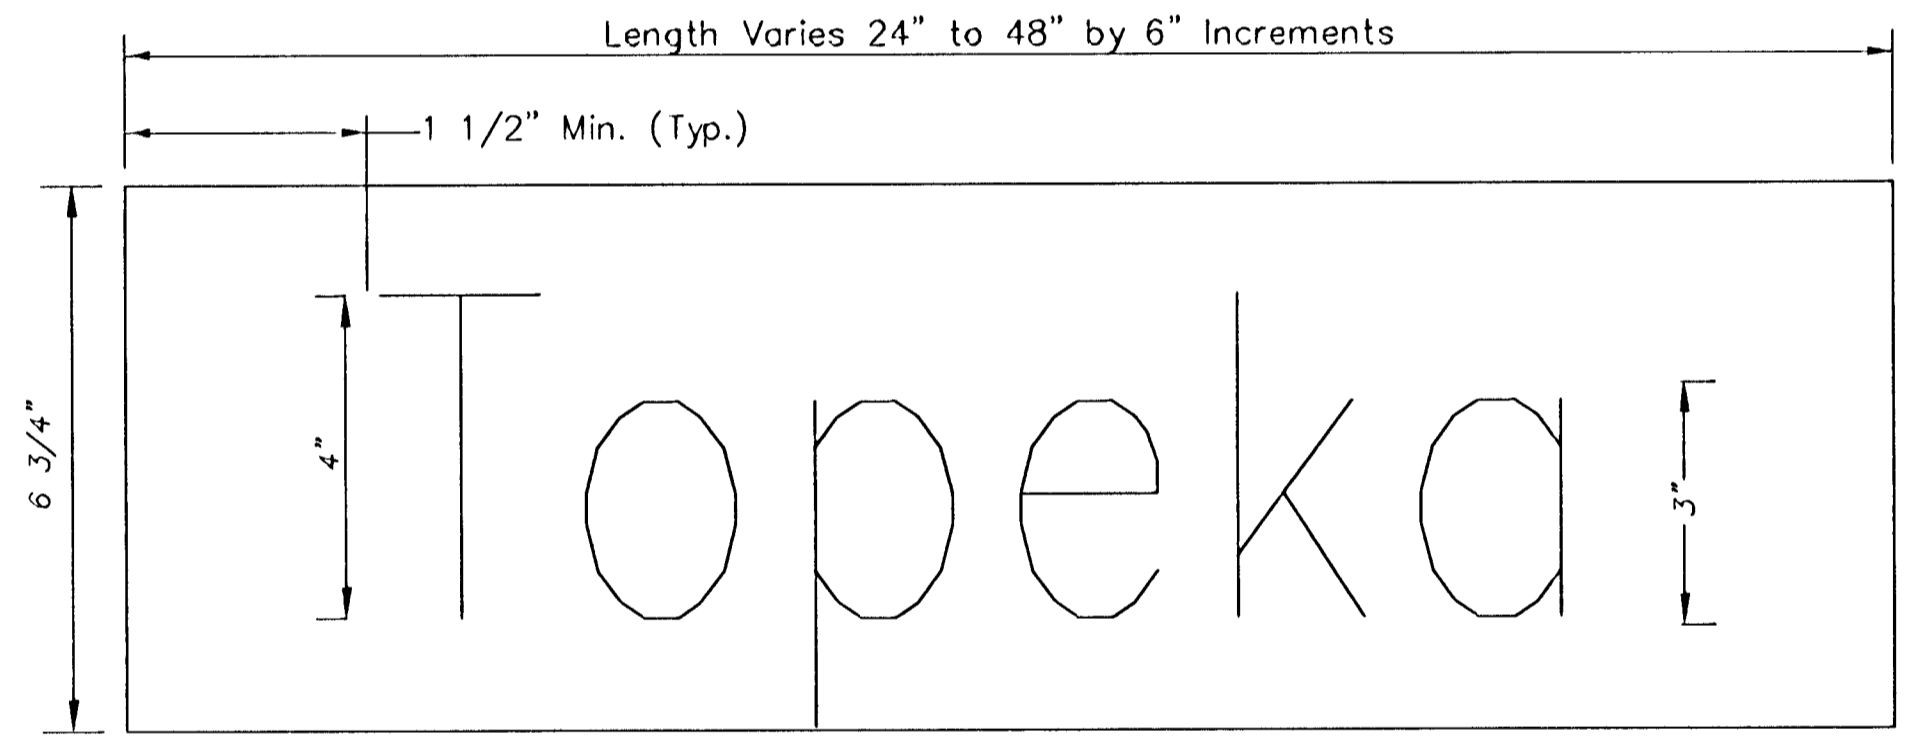 Length Varies 24" to 48" by 6" Increments
1 1/2" Min. (Typ.)
6 3/4"
4"
Topeka
3"